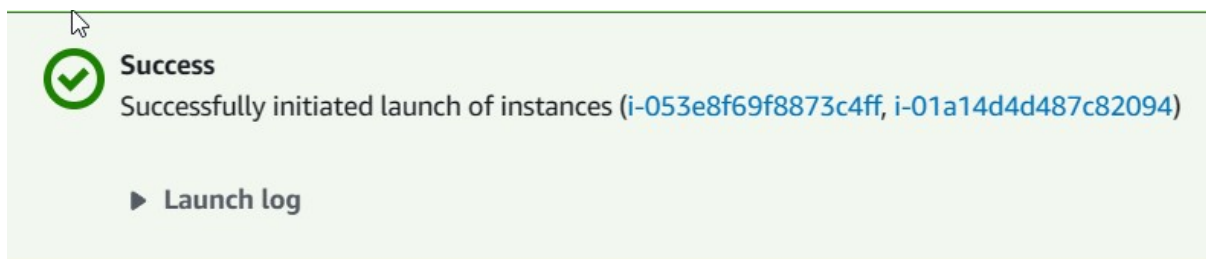 Success
Successfully initiated launch of instances (i-053e8f69f8873c4ff, i-01a14d4d487c82094)
Launch log